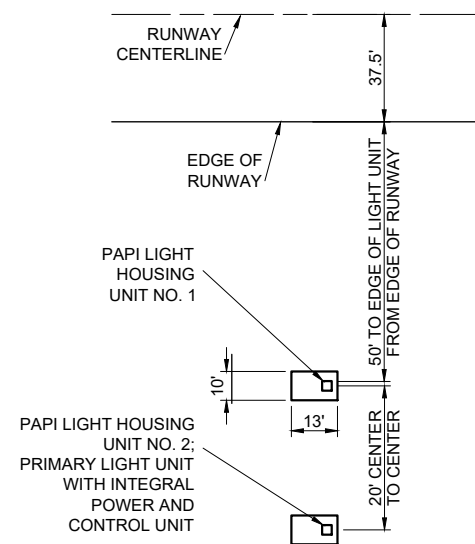 RUNWAY
CENTERLINE
37.5'
EDGE OF
RUNWAY
50' TO EDGE OF LIGHT UNIT
FROM EDGE OF RUNWAY
PAPI LIGHT
HOUSING
UNIT NO. 1
10'
13'
20' CENTER
TO CENTER
PAPI LIGHT HOUSING
UNIT NO. 2;
PRIMARY LIGHT UNIT
WITH INTEGRAL
POWER AND
CONTROL UNIT